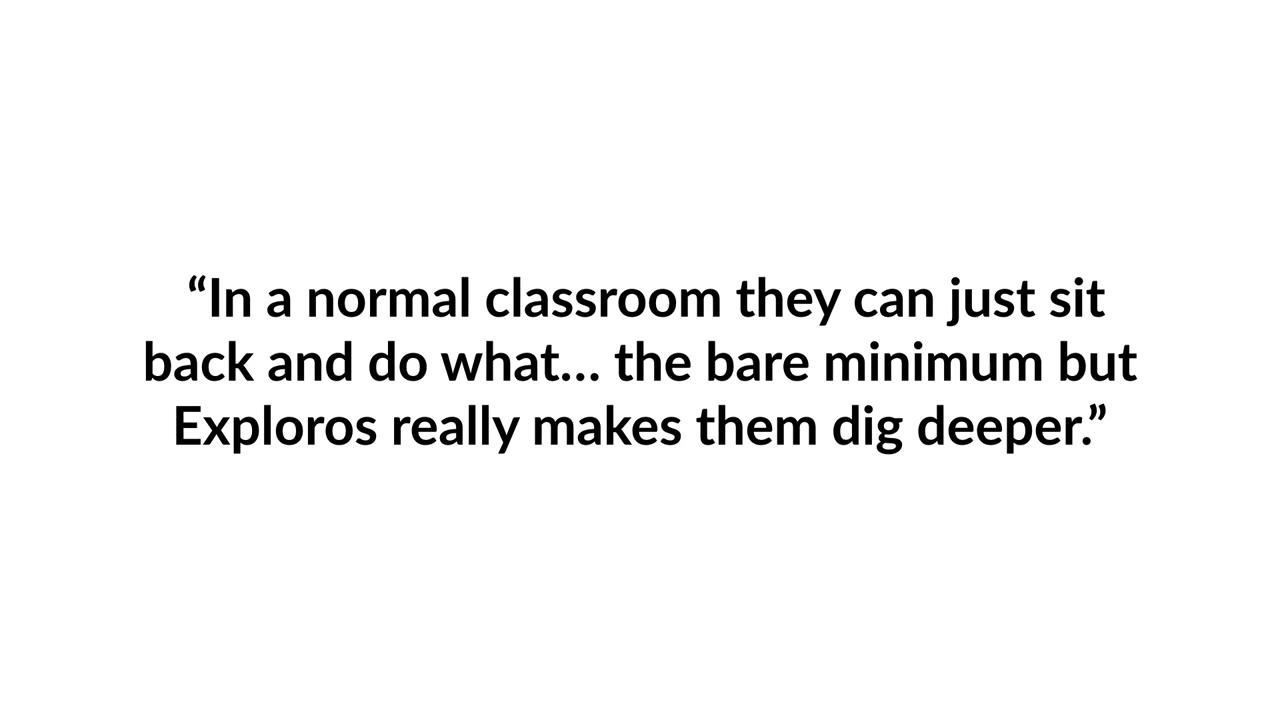 “In a normal classroom they can just sit
back and do what... the bare minimum but
Exploros really makes them dig deeper.”